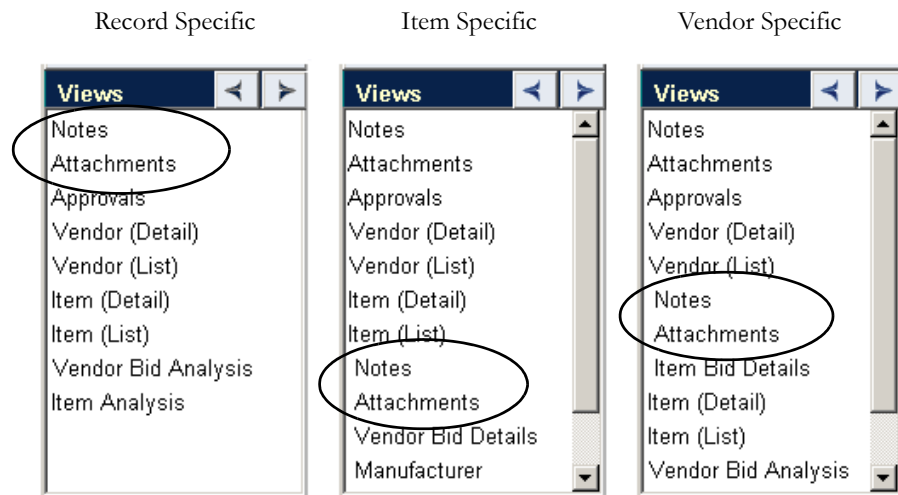 Record Specific
Item Specific
Vendor Specific
Views
Notes
Attachments
Approvals
Vendor (Detail)
Vendor (List)
Item (Detail)
Item (List)
Vendor Bid Analysis
Item Analysis
Views
Notes
Attachments
Approvals
Vendor (Detail)
Vendor (List)
Item (Detail)
Item (List)
Notes
Attachments
Vendor Bid Details
Manufacturer
Views
Notes
Attachments
Approvals
Vendor (Detail)
Vendor (List)
Notes
Attachments
Item Bid Details
Item (Detail)
Item (List)
Vendor Bid Analysis